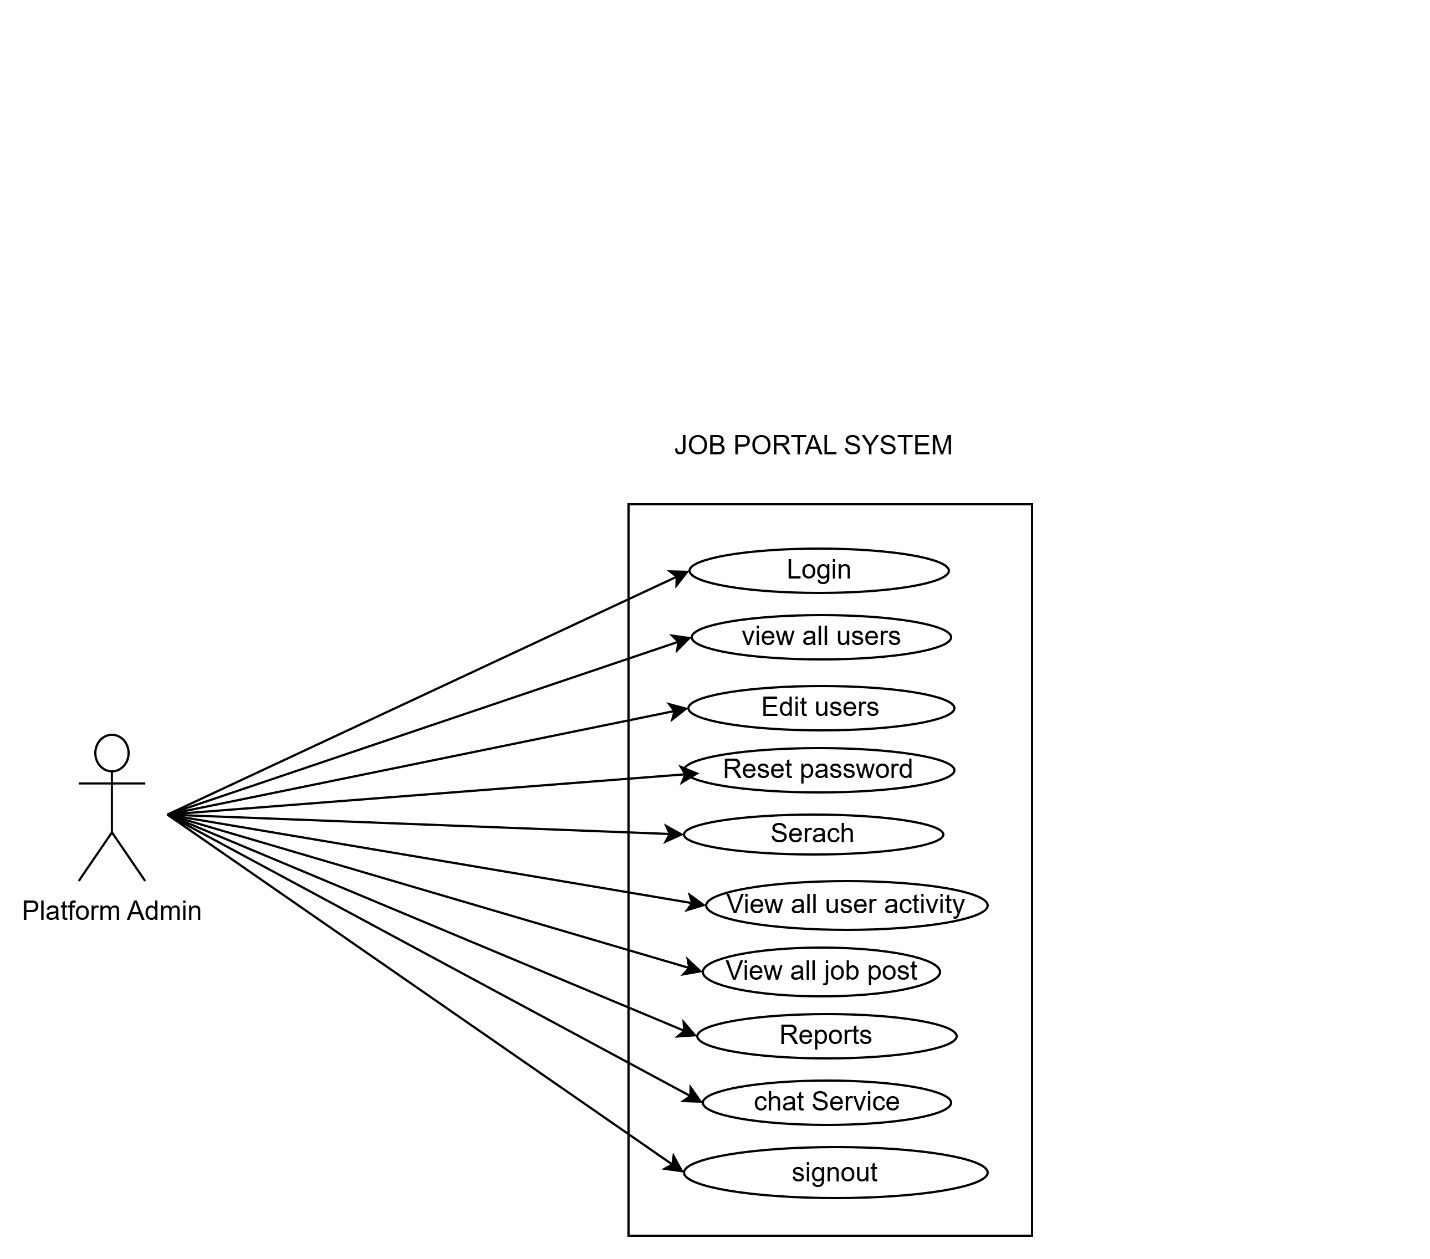 JOB PORTAL SYSTEM
Login
view all users
Edit users
Reset password
Serach
View all user activity
View all job post
Reports
chat Service
signout
Platform Admin